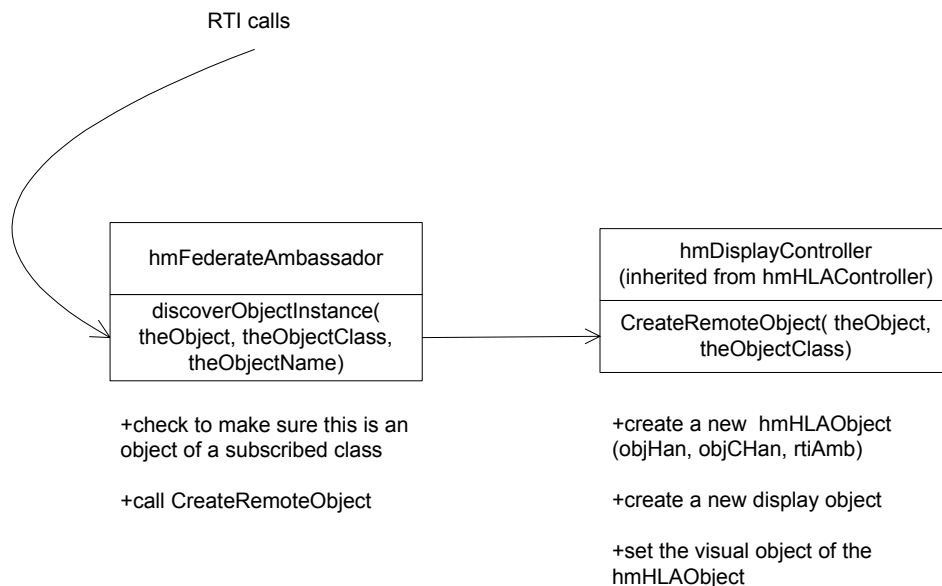 RTI calls
hmFederateAmbassador
discoverObjectInstance(
theObject, theObjectClass,
theObjectName)
+check to make sure this is an
object of a subscribed class
+call CreateRemoteObject
hmDisplayController
(inherited from hmHLAController)
CreateRemoteObject( theObject,
theObjectClass)
+create a new hmHLAObject
(objHan, objCHan, rtiAmb)
+create a new display object
+set the visual object of the
hmHLAObject